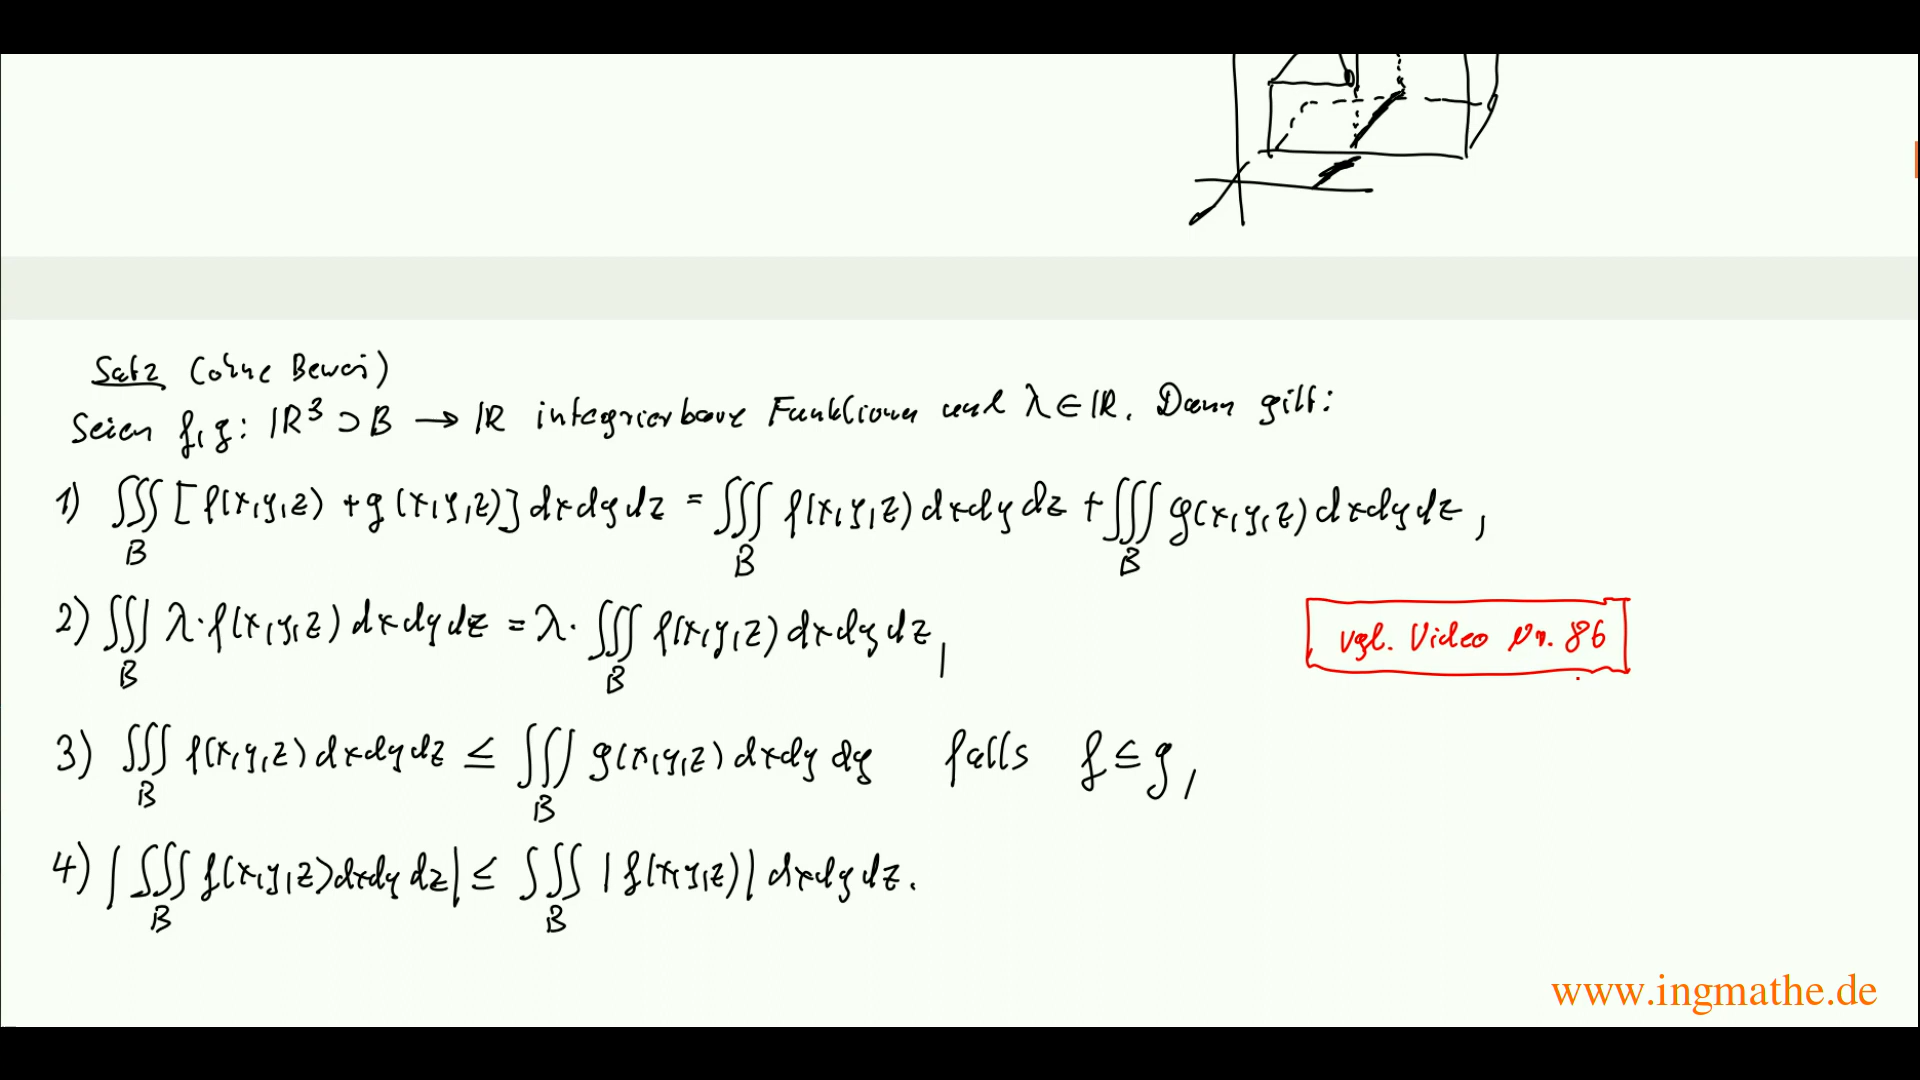 Satz (ohne Beweis)
Seien f, g: ℝ³ ⊃ B → ℝ integrierbare Funktionen und λ ∈ ℝ. Dann gilt:
1) ∭_B [f(x,y,z) + g(x,y,z)] dx dy dz = ∭_B f(x,y,z) dx dy dz + ∭_B g(x,y,z) dx dy dz,
2) ∭_B λ·f(x,y,z) dx dy dz = λ· ∭_B f(x,y,z) dx dy dz,
vgl. Video Nr. 86
3) ∭_B f(x,y,z) dx dy dz ≤ ∭_B g(x,y,z) dx dy dy falls f ≤ g,
4) |∭_B f(x,y,z) dx dy dz| ≤ ∭_B |f(x,y,z)| dx dy dz.
www.ingmathe.de